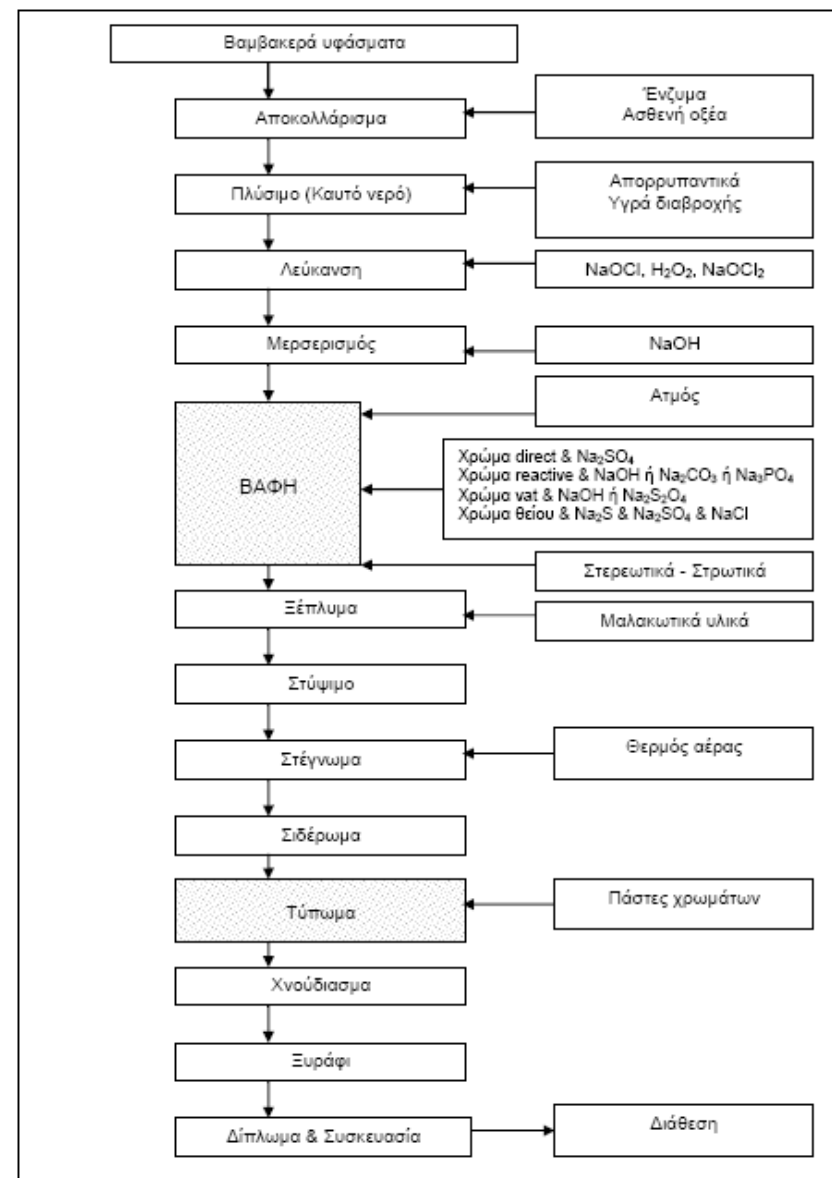 Βαμβακερά υφάσματα
Αποκολλάρισμα
Ένζυμα
Ασθενή οξέα
Πλύσιμο (Καυτό νερό)
Απορρυπαντικά
Υγρά διαβροχής
Λεύκανση
NaOCl, H₂O₂, NaOCl₂
Μερσερισμός
NaOH
Ατμός
ΒΑΦΗ
Χρώμα direct & Na₂SO₄
Χρώμα reactive & NaOH ή Na₂CO₃ ή Na₃PO₄
Χρώμα vat & NaOH ή Na₂S₂O₄
Χρώμα θείου & Na₂S & Na₂SO₄ & NaCl
Στερεωτικά - Στρωτικά
Ξέπλυμα
Μαλακωτικά υλικά
Στύψιμο
Στέγνωμα
Θερμός αέρας
Σιδέρωμα
Τύπωμα
Πάστες χρωμάτων
Χνούδιασμα
Ξυράφι
Δίπλωμα & Συσκευασία
Διάθεση